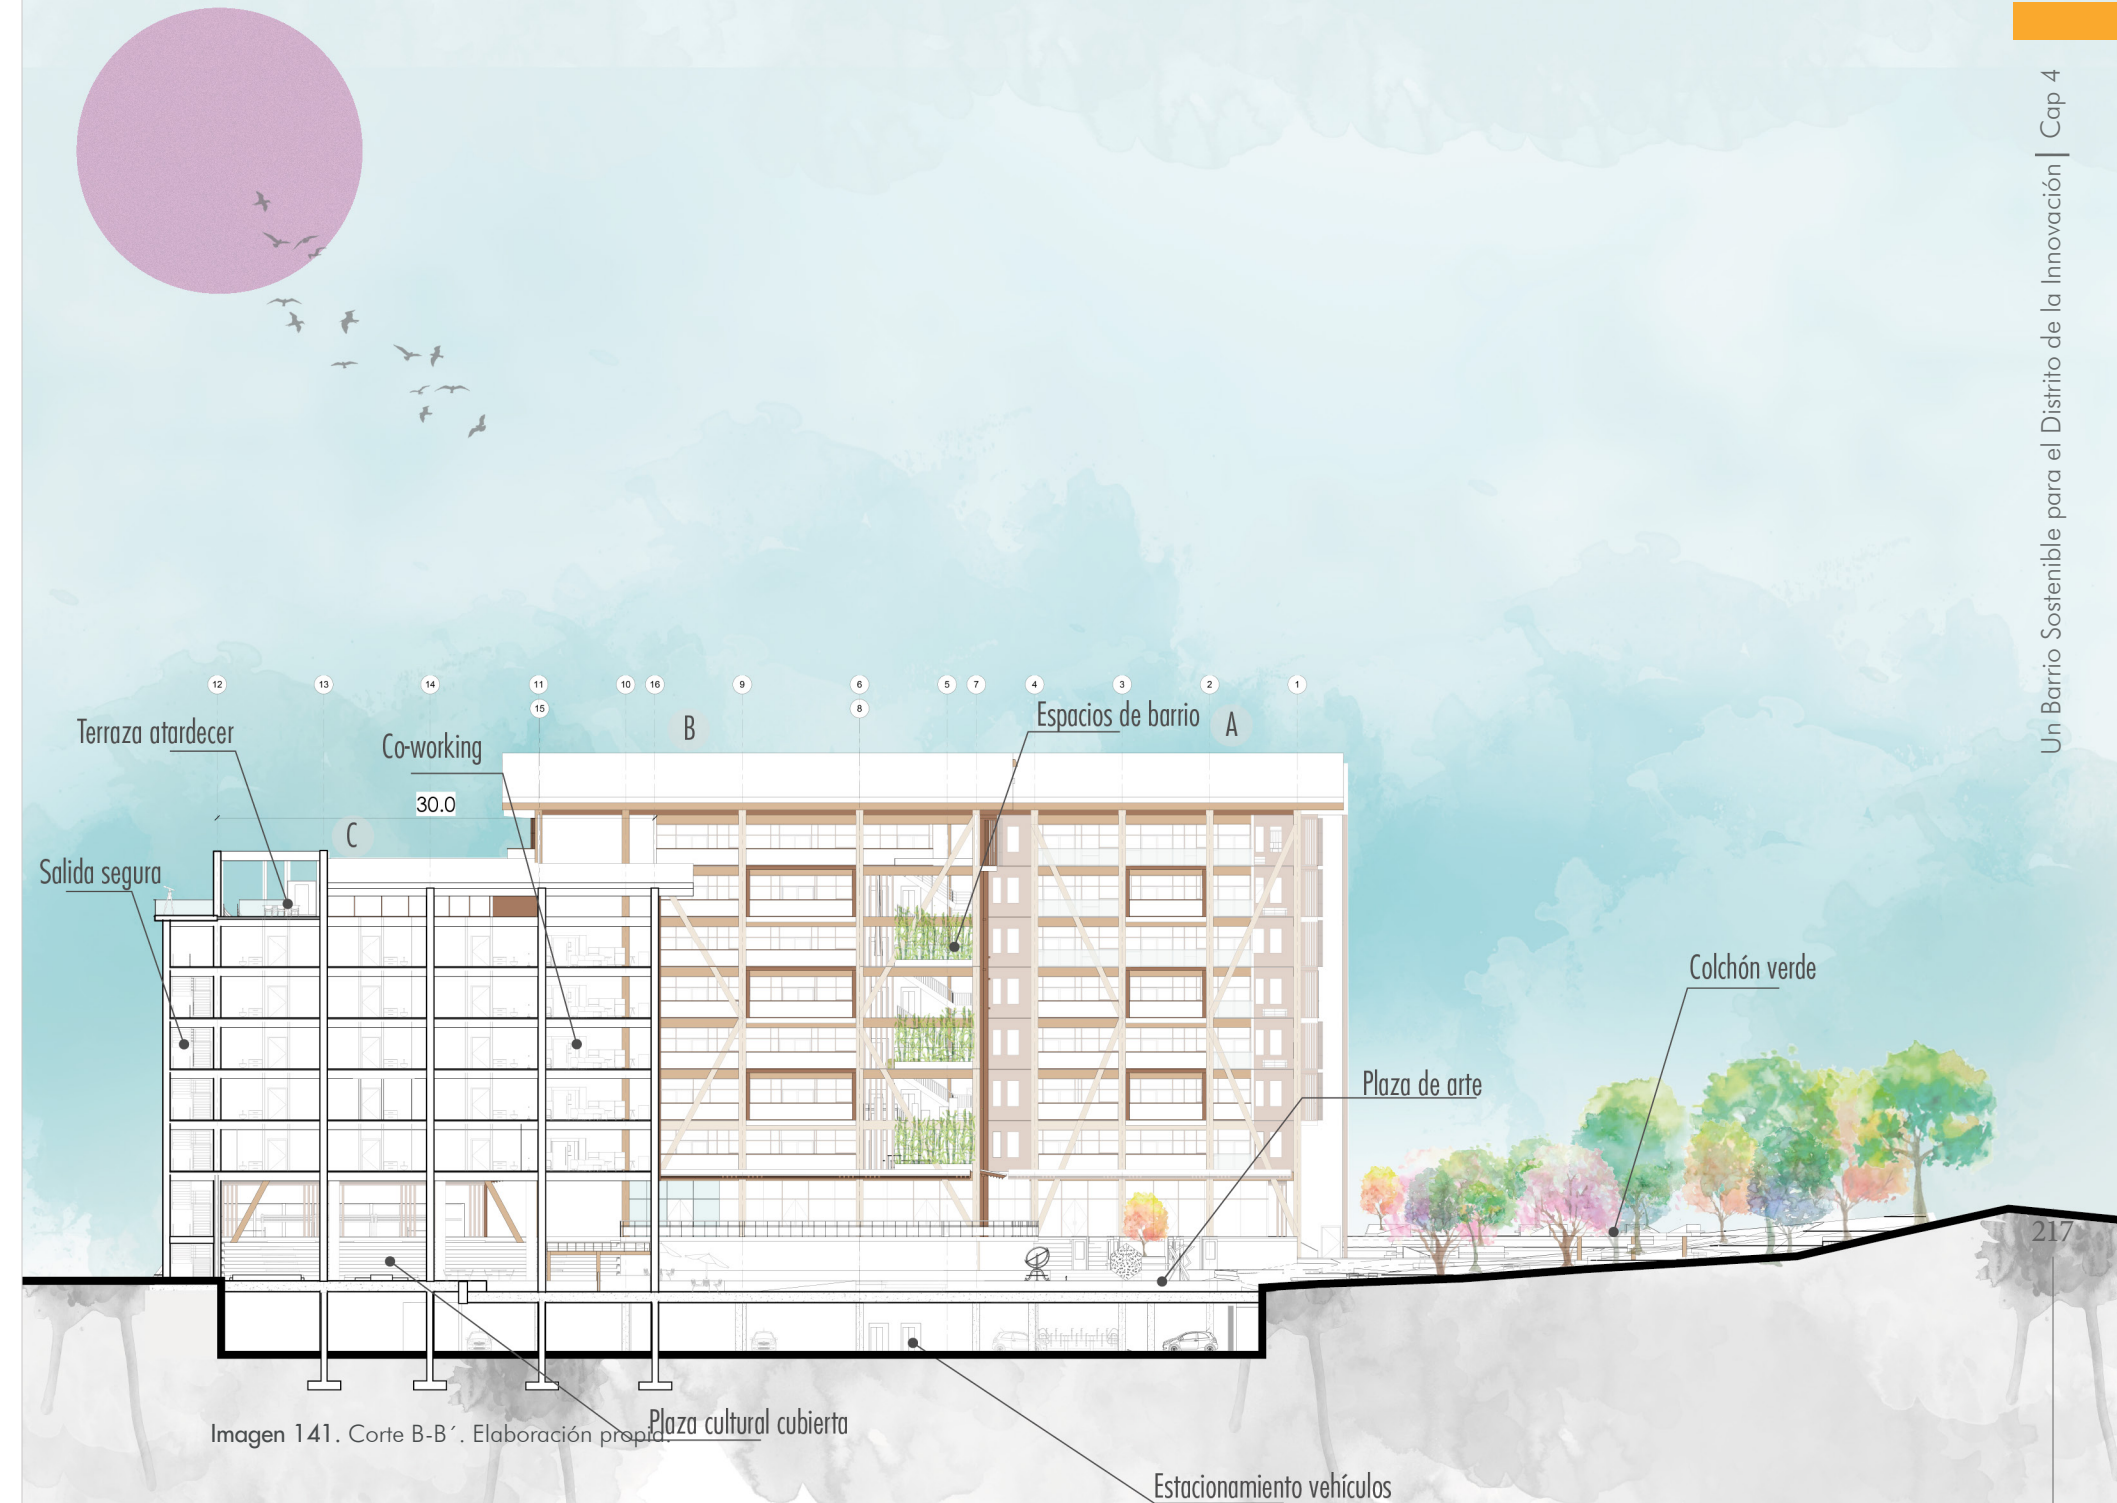 Un Barrio Sostenible para el Distrito de la Innovación | Cap 4
12 13 14 11 10 16 9 6 5 7 4 3 2 1
15 8
Terraza atardecer
Co-working
B
Espacios de barrio
A
30.0
C
Salida segura
Colchón verde
Plaza de arte
217
Plaza cultural cubierta
Imagen 141. Corte B-B´. Elaboración propia.
Estacionamiento vehículos